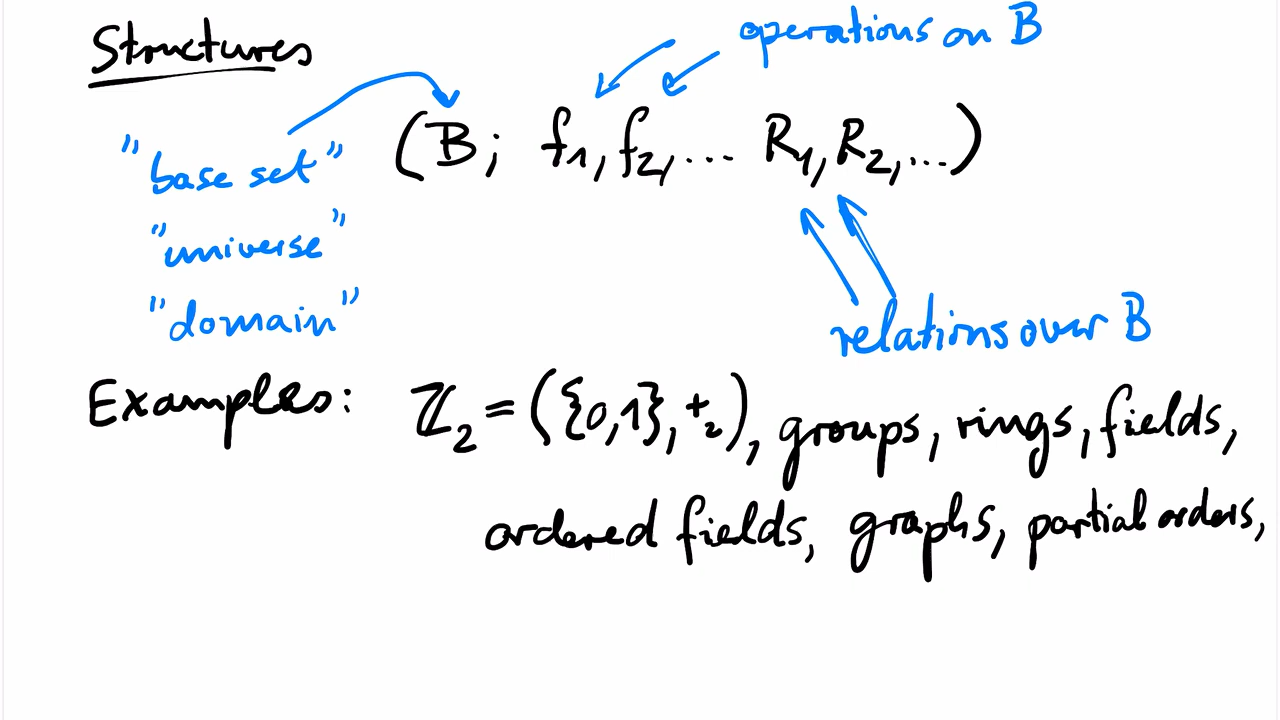 Structures
operations on B
(B; f₁, f₂, ... R₁, R₂, ...)
"base set"
"universe"
"domain"
relations over B
Examples: ℤ₂ = ({0,1}, +₂), groups, rings, fields,
ordered fields, graphs, partial orders,